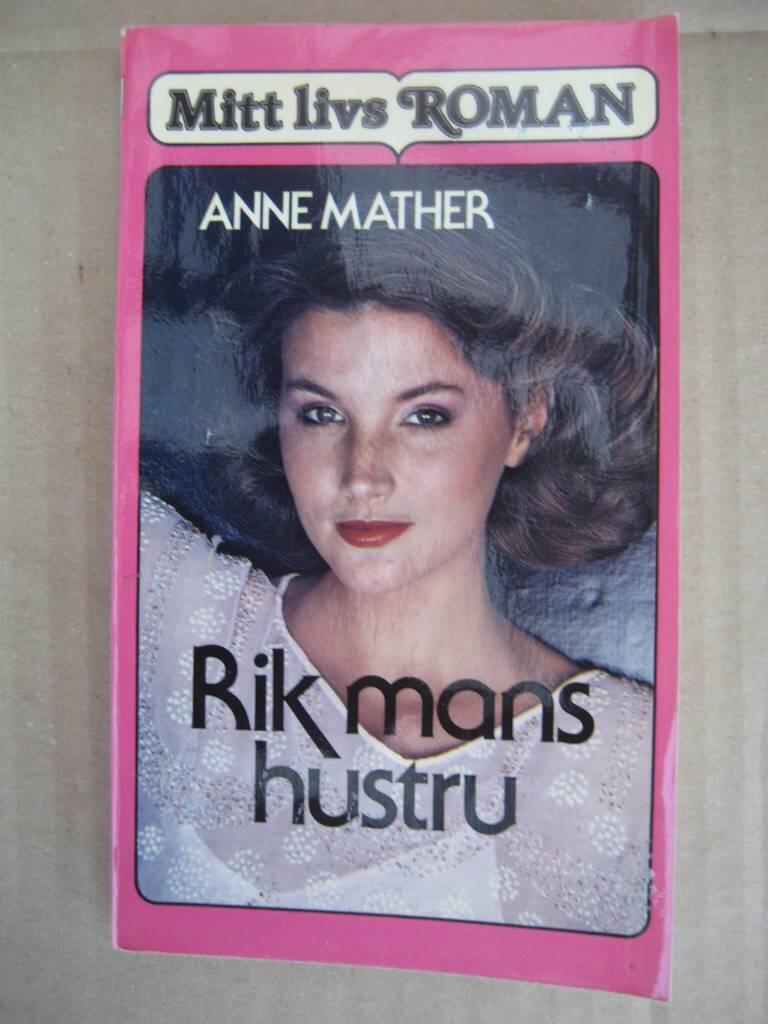 Mitt livs ROMAN
ANNE MATHER
Rik mans
hustru